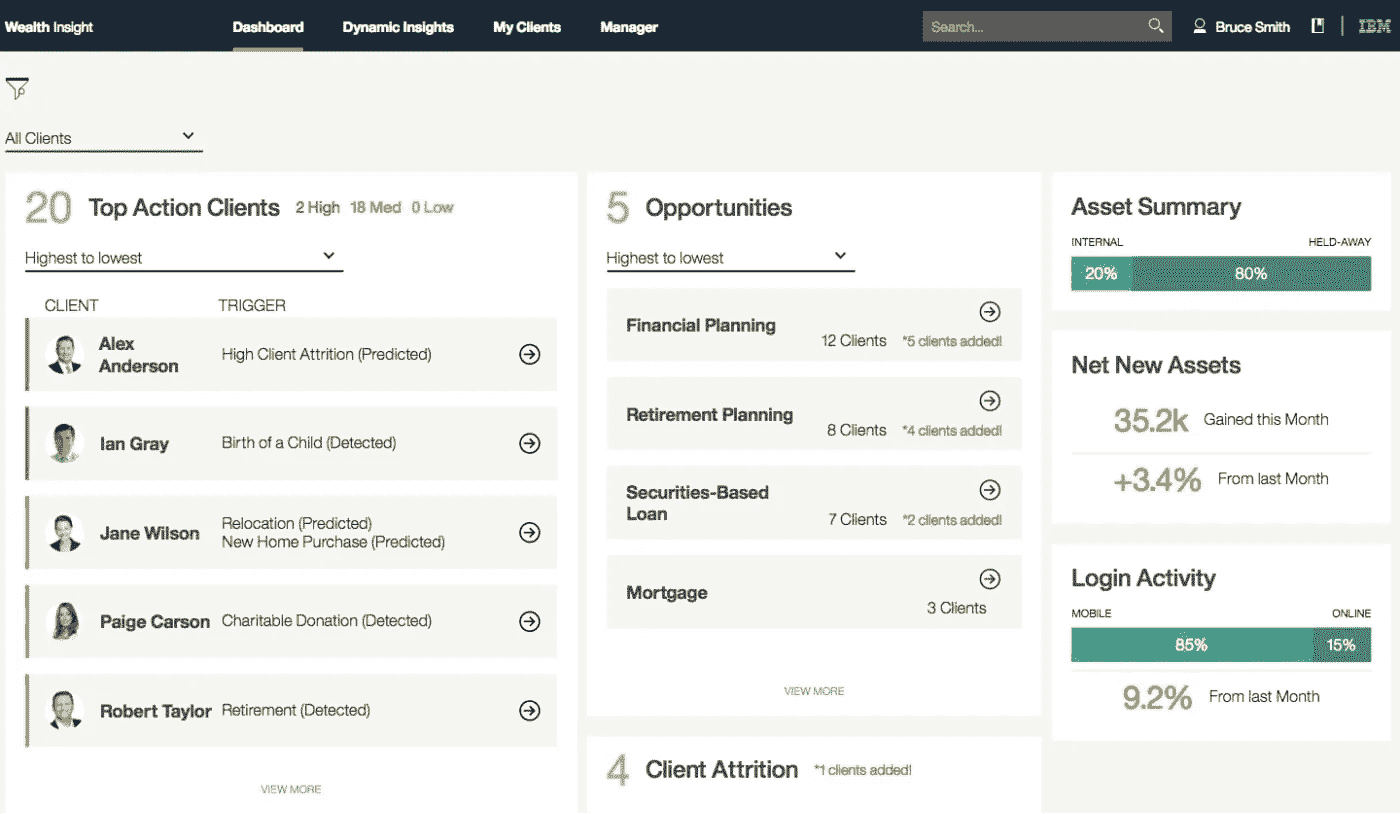 Wealth Insight
Dashboard
Dynamic Insights
My Clients
Manager
Search...
Bruce Smith
IBM
All Clients
20 Top Action Clients 2 High 18 Med 0 Low
Highest to lowest
CLIENT TRIGGER
Alex
Anderson
High Client Attrition (Predicted)
Ian Gray
Birth of a Child (Detected)
Jane Wilson
Relocation (Predicted)
New Home Purchase (Predicted)
Paige Carson
Charitable Donation (Detected)
Robert Taylor
Retirement (Detected)
VIEW MORE
5 Opportunities
Highest to lowest
Financial Planning
12 Clients *5 clients added!
Retirement Planning
8 Clients *4 clients added!
Securities-Based
Loan
7 Clients *2 clients added!
Mortgage
3 Clients
VIEW MORE
4 Client Attrition *1 clients added!
Asset Summary
INTERNAL HELD-AWAY
20% 80%
Net New Assets
35.2k Gained this Month
+3.4% From last Month
Login Activity
MOBILE ONLINE
85% 15%
9.2% From last Month